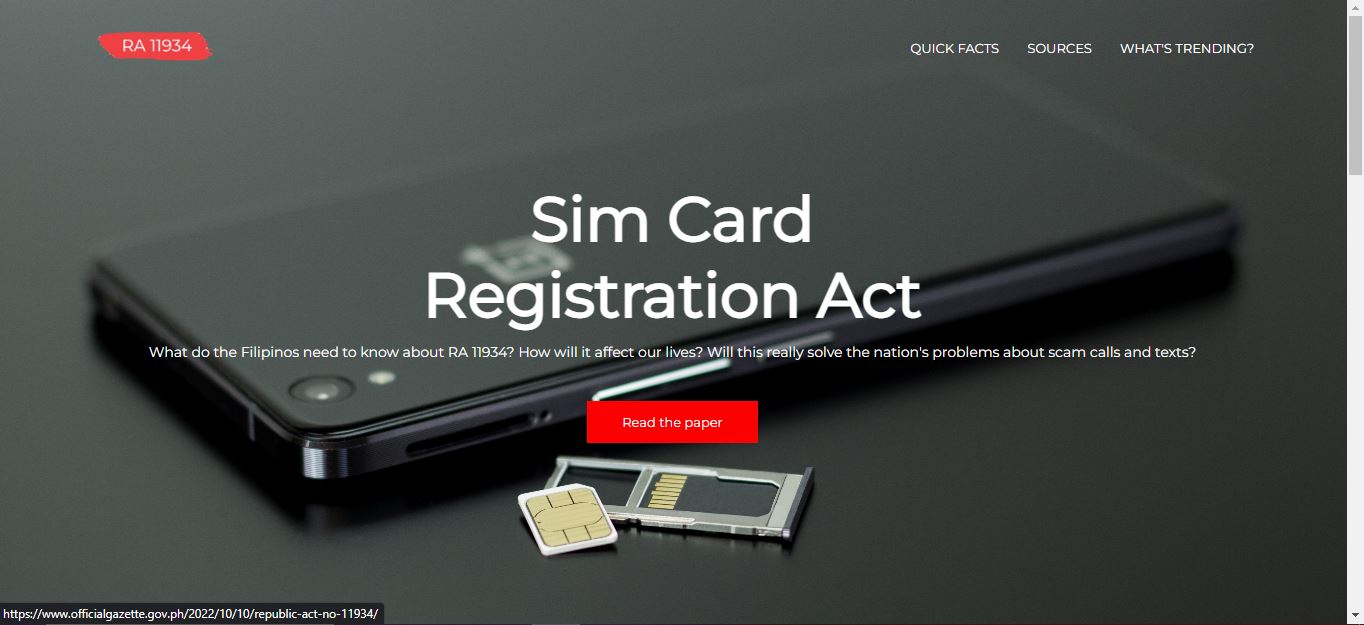 RA 11934
QUICK FACTS
SOURCES
WHAT'S TRENDING?
Sim Card
Registration Act
What do the Filipinos need to know about RA 11934? How will it affect our lives? Will this really solve the nation's problems about scam calls and texts?
Read the paper
https://www.officialgazette.gov.ph/2022/10/10/republic-act-no-11934/